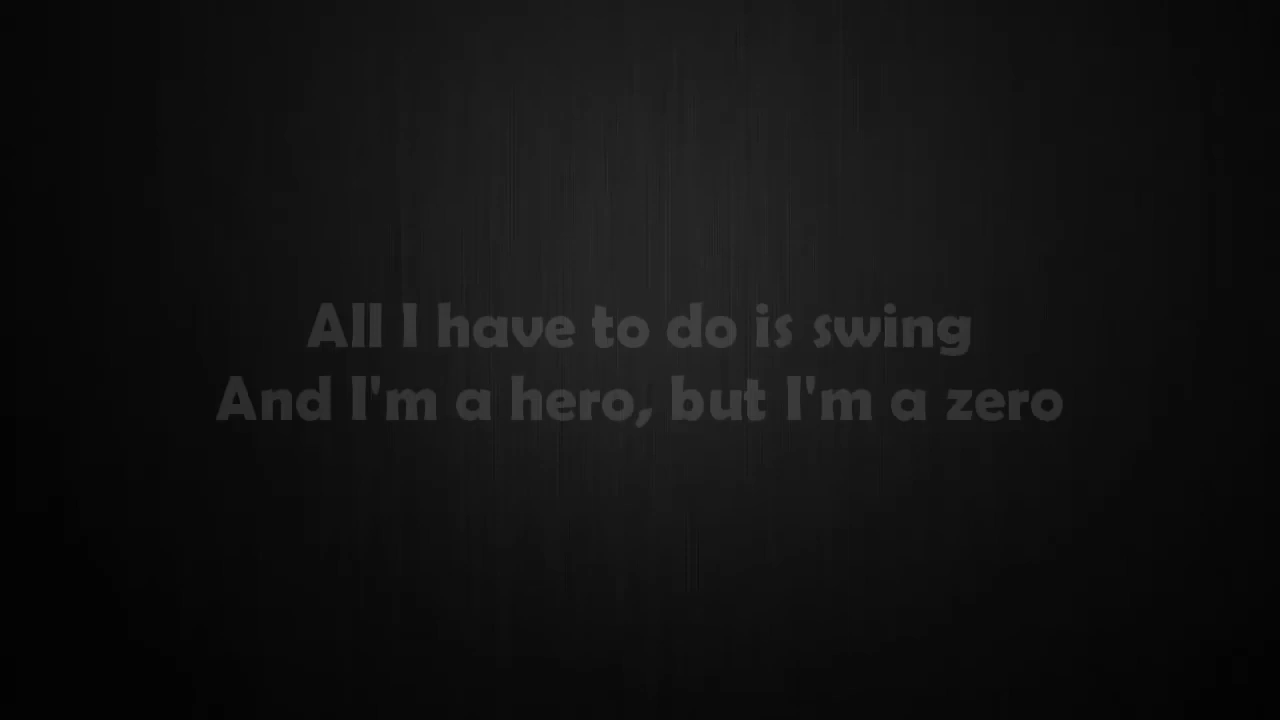 All I have to do is swing
And I'm a hero, but I'm a zero